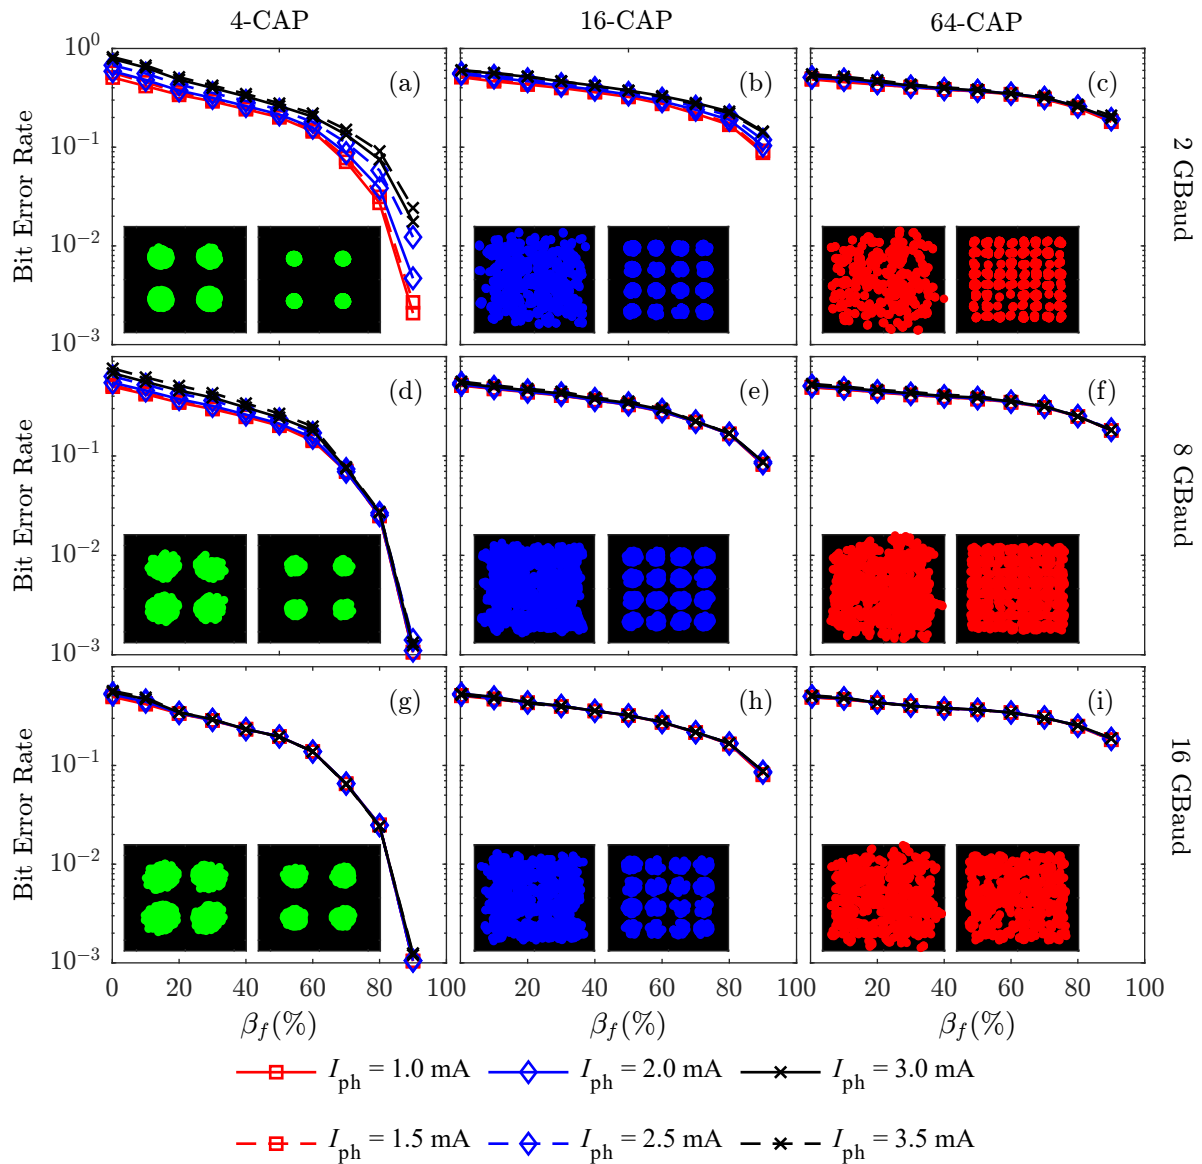 4-CAP 16-CAP 64-CAP
10^0
10^-1
10^-2
10^-3
Bit Error Rate
(a) (b) (c)
2 GBaud
10^-1
10^-2
10^-3
Bit Error Rate
(d) (e) (f)
8 GBaud
10^-1
10^-2
10^-3
Bit Error Rate
(g) (h) (i)
16 GBaud
0 20 40 60 80 100 20 40 60 80 100 20 40 60 80 100
β_f(%) β_f(%) β_f(%)
I_ph = 1.0 mA I_ph = 2.0 mA I_ph = 3.0 mA
I_ph = 1.5 mA I_ph = 2.5 mA I_ph = 3.5 mA